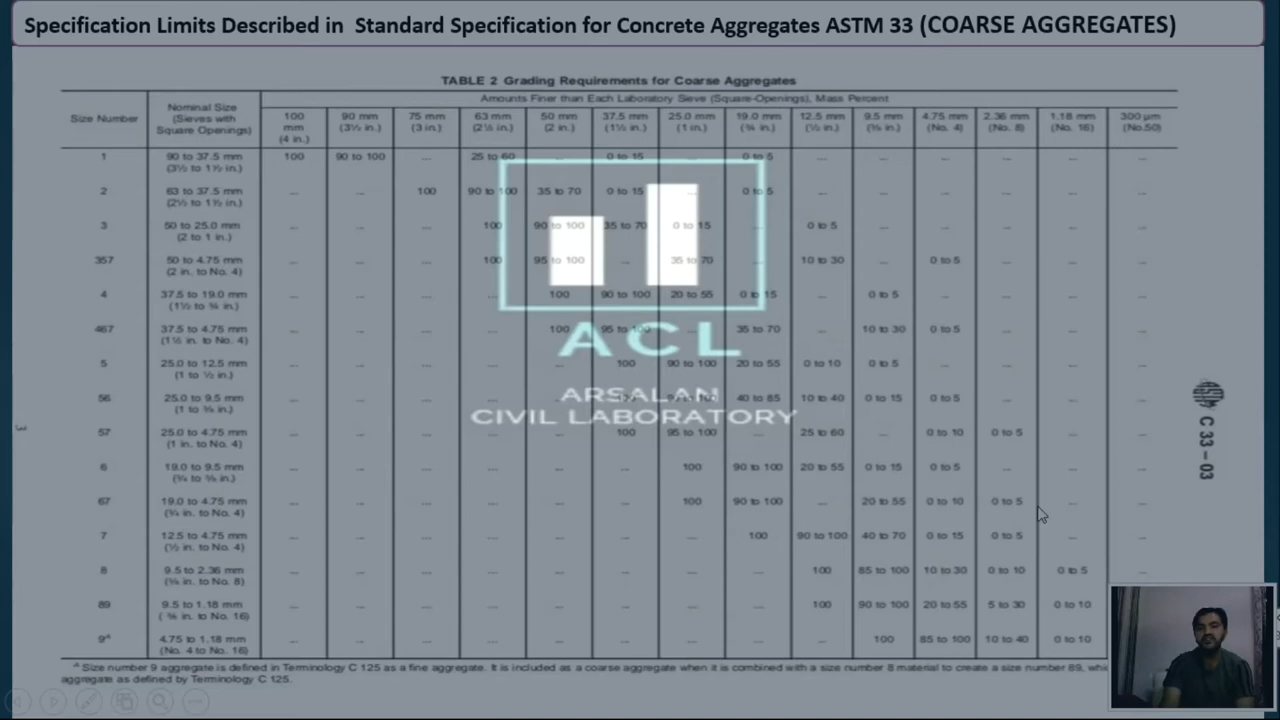 Specification Limits Described in Standard Specification for Concrete Aggregates ASTM 33 (COARSE AGGREGATES)
TABLE 2 Grading Requirements for Coarse Aggregates
Amounts Finer than Each Laboratory Sieve (Square-Openings), Mass Percent
Size Number Nominal Size (Sieves with Square Openings) 100 mm (4 in.) 90 mm (3½ in.) 75 mm (3 in.) 63 mm (2½ in.) 50 mm (2 in.) 37.5 mm (1½ in.) 25.0 mm (1 in.) 19.0 mm (¾ in.) 12.5 mm (½ in.) 9.5 mm (⅜ in.) 4.75 mm (No. 4) 2.36 mm (No. 8) 1.18 mm (No. 16) 300 µm (No.50)
1 90 to 37.5 mm 100 90 to 100 ... 25 to 60 ... 0 to 15 ... 0 to 5 ... ... ... ... ... ...
(3½ to 1½ in.)
2 63 to 37.5 mm ... ... 100 90 to 100 35 to 70 0 to 15 ... 0 to 5 ... ... ... ... ... ...
(2½ to 1½ in.)
3 50 to 25.0 mm ... ... ... 100 90 to 100 35 to 70 0 to 15 ... 0 to 5 ... ... ... ... ...
(2 to 1 in.)
357 50 to 4.75 mm ... ... ... 100 95 to 100 ... 35 to 70 ... 10 to 30 ... 0 to 5 ... ... ...
(2 in. to No. 4)
4 37.5 to 19.0 mm ... ... ... ... 100 90 to 100 20 to 55 0 to 15 ... 0 to 5 ... ... ... ...
(1½ to ¾ in.)
467 37.5 to 4.75 mm ... ... ... ... 100 95 to 100 ... 35 to 70 ... 10 to 30 0 to 5 ... ... ...
(1½ in. to No. 4)
5 25.0 to 12.5 mm ... ... ... ... ... 100 90 to 100 20 to 55 0 to 10 0 to 5 ... ... ... ...
(1 to ½ in.)
56 25.0 to 9.5 mm ... ... ... ... ... 40 to 85 10 to 40 0 to 15 0 to 5 ... ... ...
(1 to ⅜ in.)
57 25.0 to 4.75 mm ... ... ... ... ... 100 95 to 100 ... 25 to 60 ... 0 to 10 0 to 5 ... ...
(1 in. to No. 4)
6 19.0 to 9.5 mm ... ... ... ... ... ... 100 90 to 100 20 to 55 0 to 15 0 to 5 ... ... ...
(¾ to ⅜ in.)
67 19.0 to 4.75 mm ... ... ... ... ... ... 100 90 to 100 ... 20 to 55 0 to 10 0 to 5 ... ...
(¾ in. to No. 4)
7 12.5 to 4.75 mm ... ... ... ... ... ... ... 100 90 to 100 40 to 70 0 to 15 0 to 5 ... ...
(½ in. to No. 4)
8 9.5 to 2.36 mm ... ... ... ... ... ... ... ... 100 85 to 100 10 to 30 0 to 10 0 to 5 ...
(⅜ in. to No. 8)
89 9.5 to 1.18 mm ... ... ... ... ... ... ... ... 100 90 to 100 20 to 55 5 to 30 0 to 10
(⅜ in. to No. 16)
9ᴬ 4.75 to 1.18 mm ... ... ... ... ... ... ... ... ... 100 85 to 100 10 to 40 0 to 10
(No. 4 to No. 16)
ᴬ Size number 9 aggregate is defined in Terminology C 125 as a fine aggregate. It is included as a coarse aggregate when it is combined with a size number 8 material to create a size number 89,
aggregate as defined by Terminology C 125.
ACL
ARSALAN
CIVIL LABORATORY
3
ASTM C 33 – 03